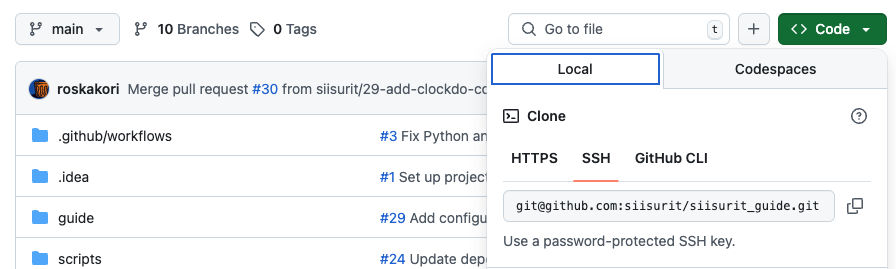 main 10 Branches 0 Tags Go to file t Code
Local Codespaces
roskakori Merge pull request #30 from siisurit/29-add-clockdo-co
Clone
.github/workflows #3 Fix Python an
HTTPS SSH GitHub CLI
.idea #1 Set up projec
git@github.com:siisurit/siisurit_guide.git
guide #29 Add configu
Use a password-protected SSH key.
scripts #24 Update depe